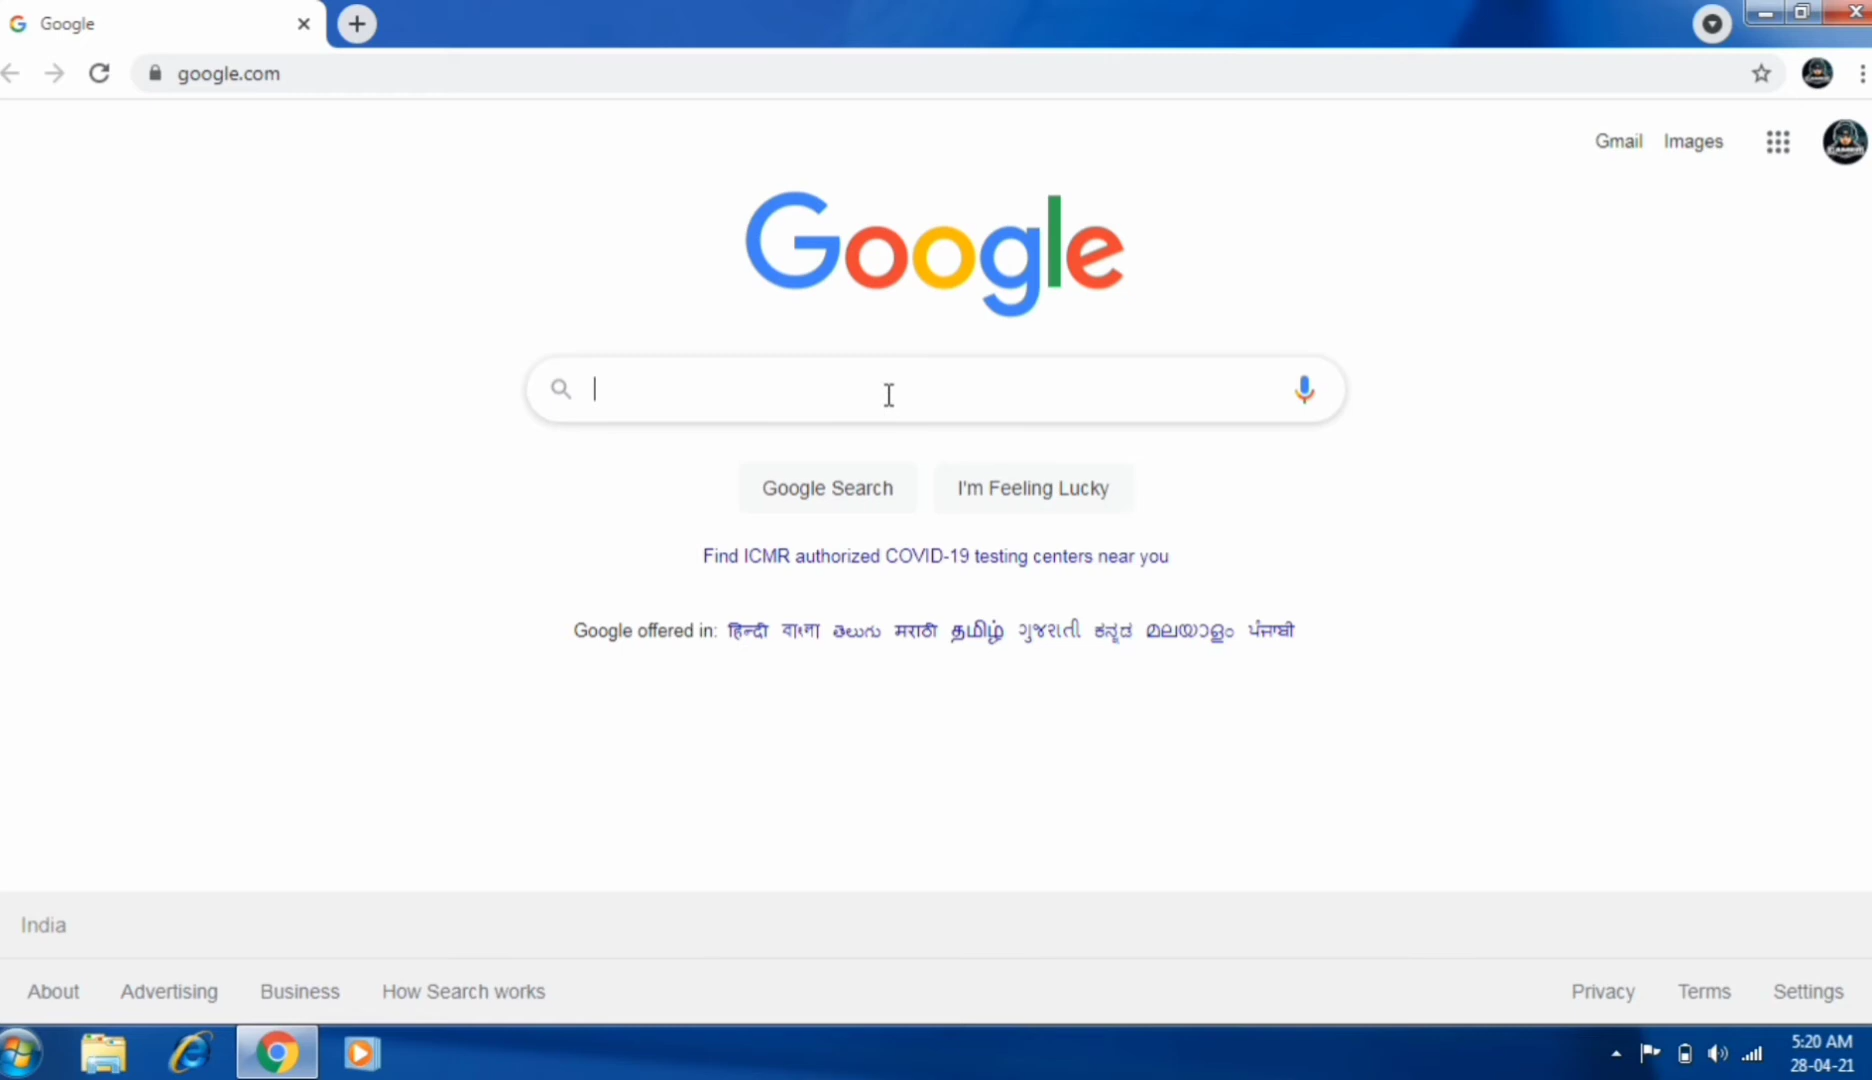 Google
google.com
Gmail Images
Google
Google Search I'm Feeling Lucky
Find ICMR authorized COVID-19 testing centers near you
Google offered in: हिन्दी বাংলা తెలుగు मराठी தமிழ் ગુજરાતી ಕನ್ನಡ മലയാളം ਪੰਜਾਬੀ
India
About Advertising Business How Search works Privacy Terms Settings
5:20 AM
28-04-21